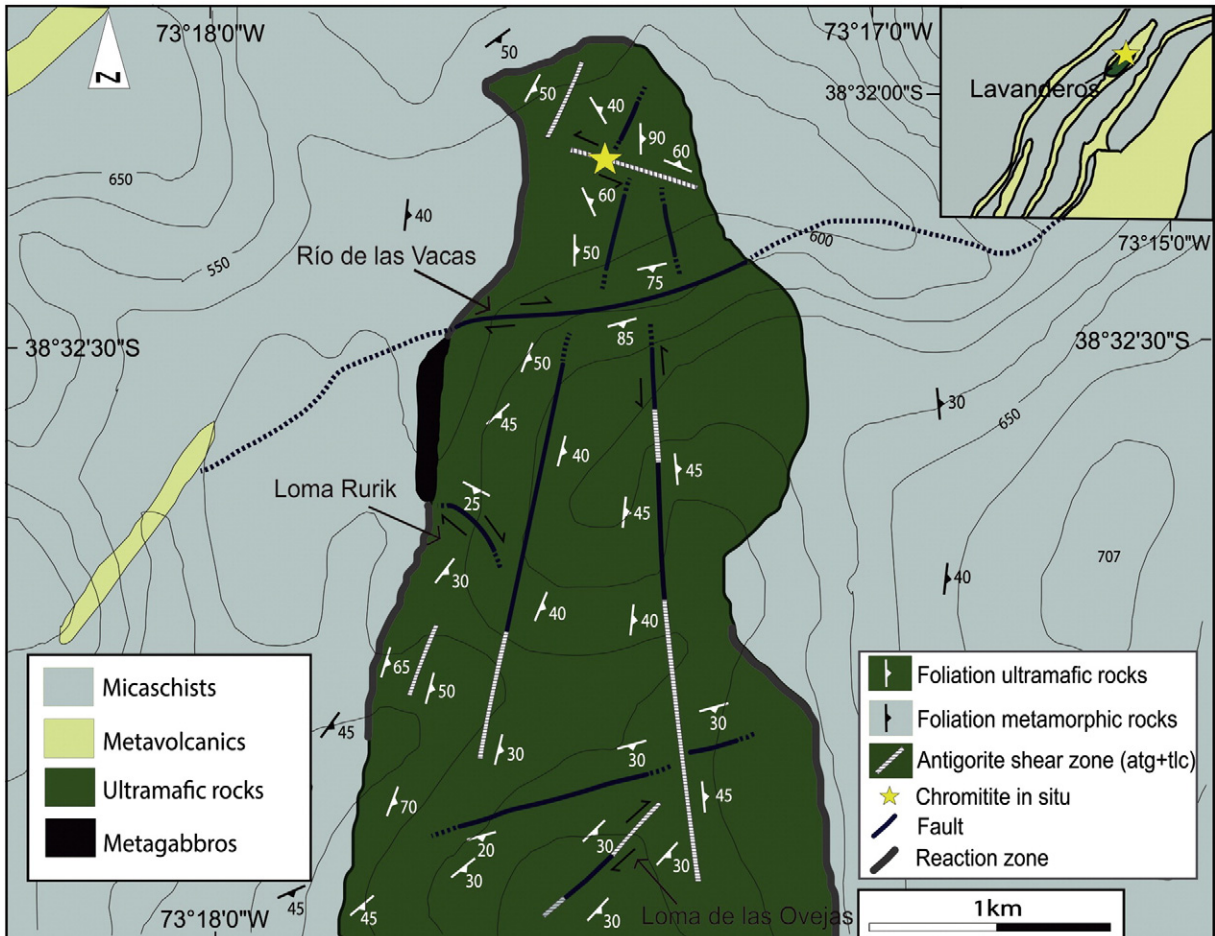 73°18'0"W
50
73°17'0"W
Lavanderos
38°32'00"S
N
50
40
90
60
650
40
60
600
73°15'0"W
Río de las Vacas
50
550
75
38°32'30"S
85
38°32'30"S
50
30
45
650
40
Loma Rurik
25
45
45
707
30
40
40
40
65
50
Micaschists
Metavolcanics
Ultramafic rocks
Metagabbros
45
30
30
30
70
45
20
30
30
30
Foliation ultramafic rocks
Foliation metamorphic rocks
Antigorite shear zone (atg+tlc)
Chromitite in situ
Fault
Reaction zone
73°18'0"W
45
45
30
Loma de las Ovejas
1km